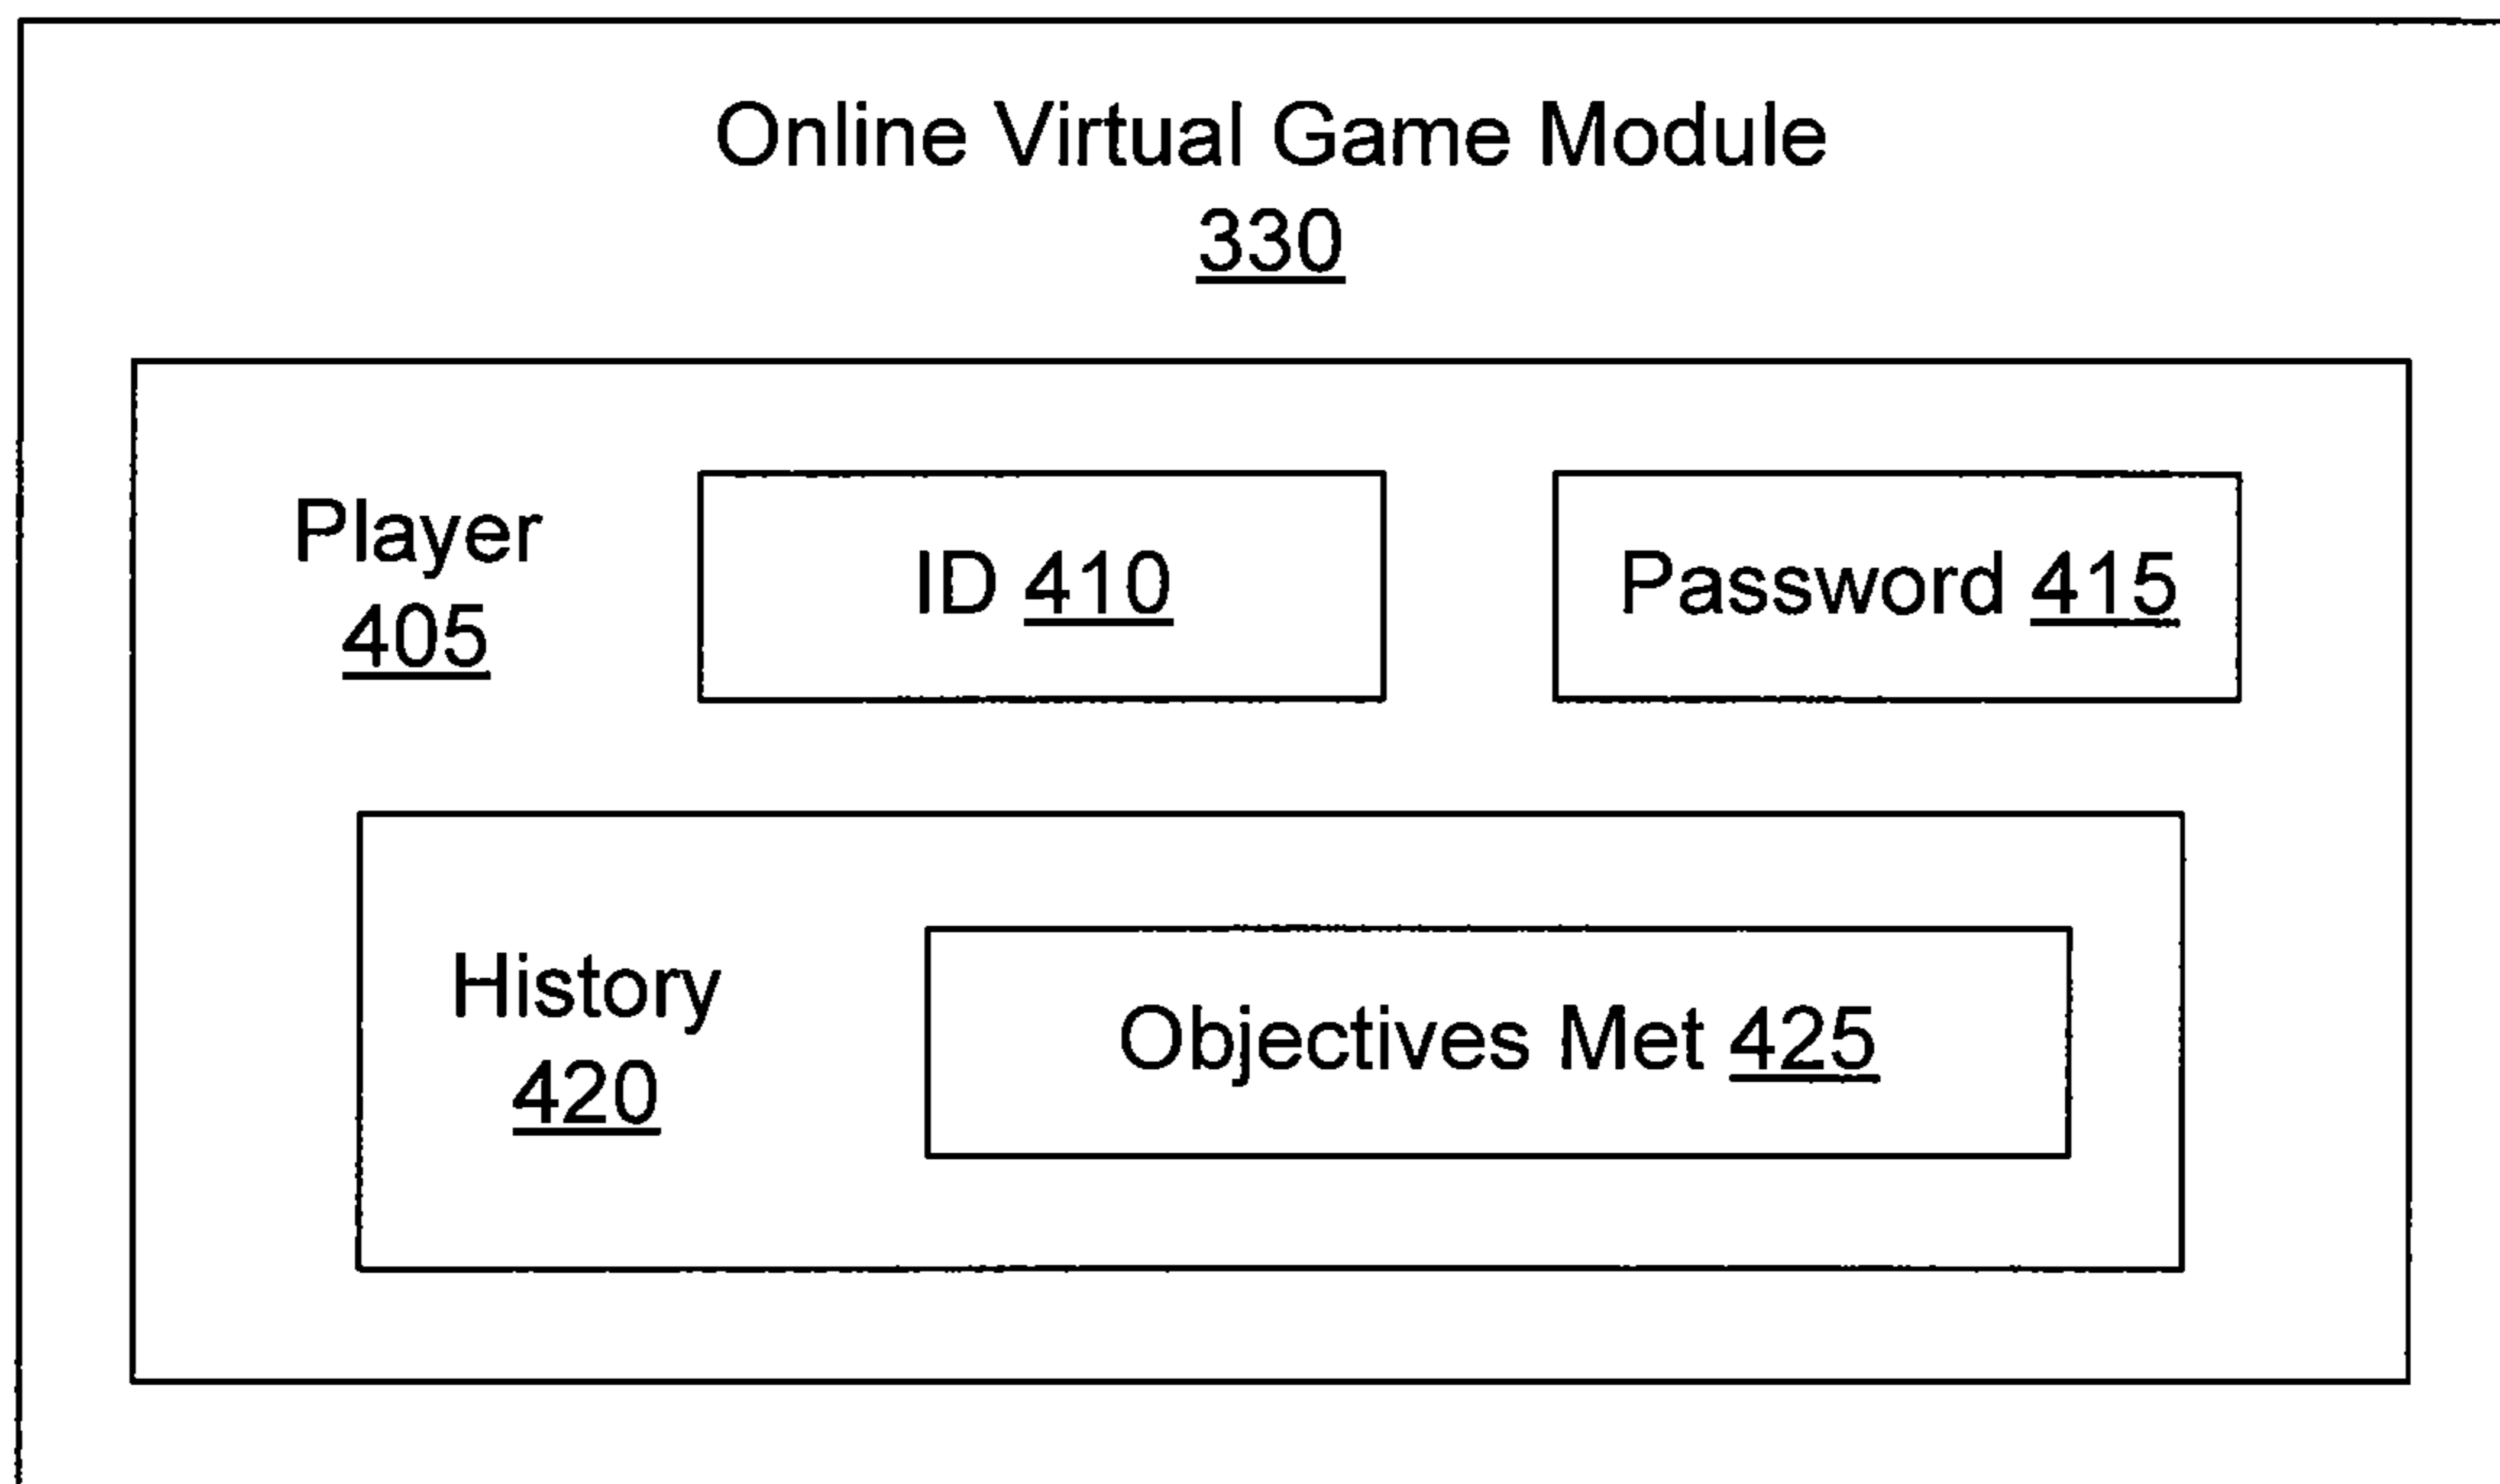 Online Virtual Game Module
330
Player
405
ID 410
Password 415
History
420
Objectives Met 425